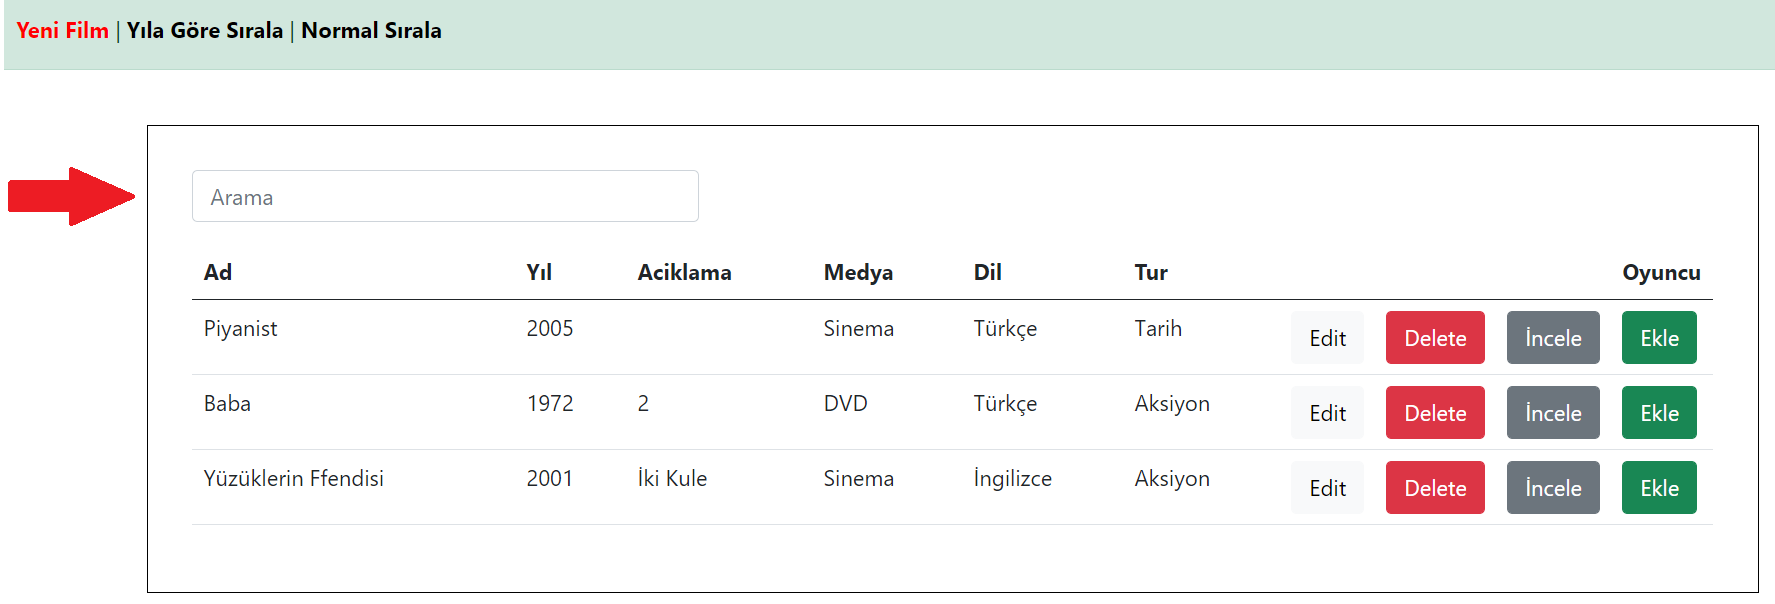 Yeni Film | Yıla Göre Sırala | Normal Sırala
Arama
Ad Yıl Aciklama Medya Dil Tur Oyuncu
Piyanist 2005 Sinema Türkçe Tarih Edit Delete İncele Ekle
Baba 1972 2 DVD Türkçe Aksiyon Edit Delete İncele Ekle
Yüzüklerin Ffendisi 2001 İki Kule Sinema İngilizce Aksiyon Edit Delete İncele Ekle